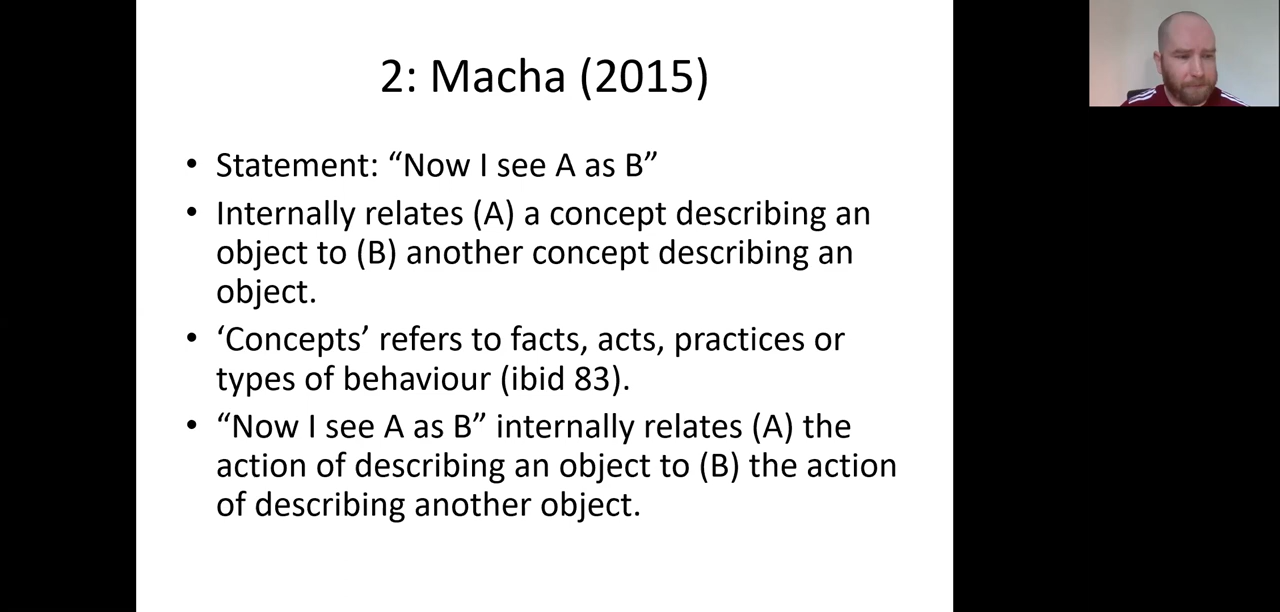 2: Macha (2015)
• Statement: “Now I see A as B”
• Internally relates (A) a concept describing an
object to (B) another concept describing an
object.
• ‘Concepts’ refers to facts, acts, practices or
types of behaviour (ibid 83).
• “Now I see A as B” internally relates (A) the
action of describing an object to (B) the action
of describing another object.